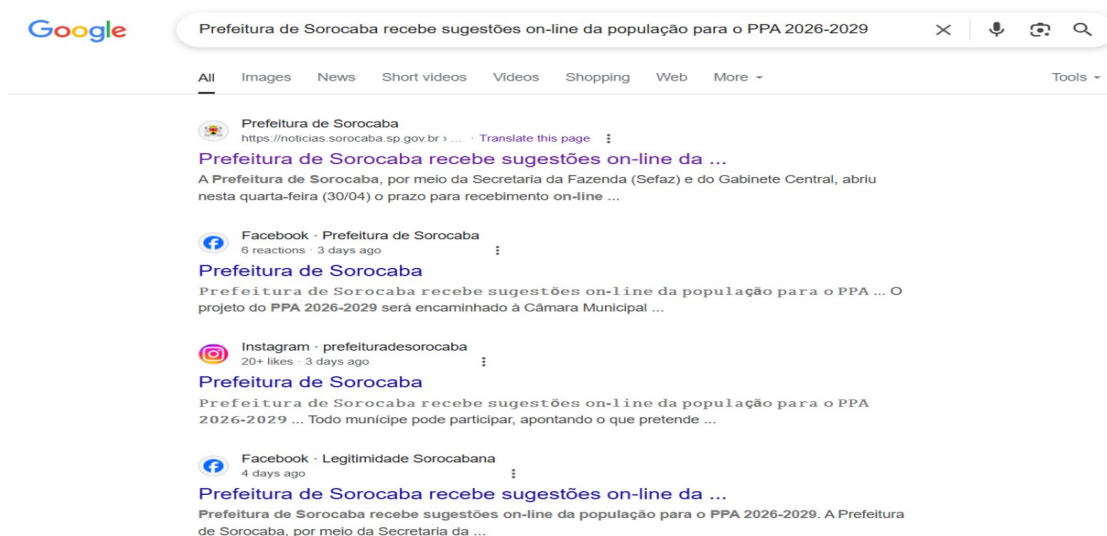 Google
Prefeitura de Sorocaba recebe sugestões on-line da população para o PPA 2026-2029
All Images News Short videos Videos Shopping Web More Tools
Prefeitura de Sorocaba
https://noticias.sorocaba.sp.gov.br › ... · Translate this page
Prefeitura de Sorocaba recebe sugestões on-line da ...
A Prefeitura de Sorocaba, por meio da Secretaria da Fazenda (Sefaz) e do Gabinete Central, abriu
nesta quarta-feira (30/04) o prazo para recebimento on-line ...
Facebook · Prefeitura de Sorocaba
6 reactions · 3 days ago
Prefeitura de Sorocaba
Prefeitura de Sorocaba recebe sugestões on-line da população para o PPA ... O
projeto do PPA 2026-2029 será encaminhado à Câmara Municipal ...
Instagram · prefeituradesorocaba
20+ likes · 3 days ago
Prefeitura de Sorocaba
Prefeitura de Sorocaba recebe sugestões on-line da população para o PPA
2026-2029 ... Todo munícipe pode participar, apontando o que pretende ...
Facebook · Legitimidade Sorocabana
4 days ago
Prefeitura de Sorocaba recebe sugestões on-line da ...
Prefeitura de Sorocaba recebe sugestões on-line da população para o PPA 2026-2029. A Prefeitura
de Sorocaba, por meio da Secretaria da ...